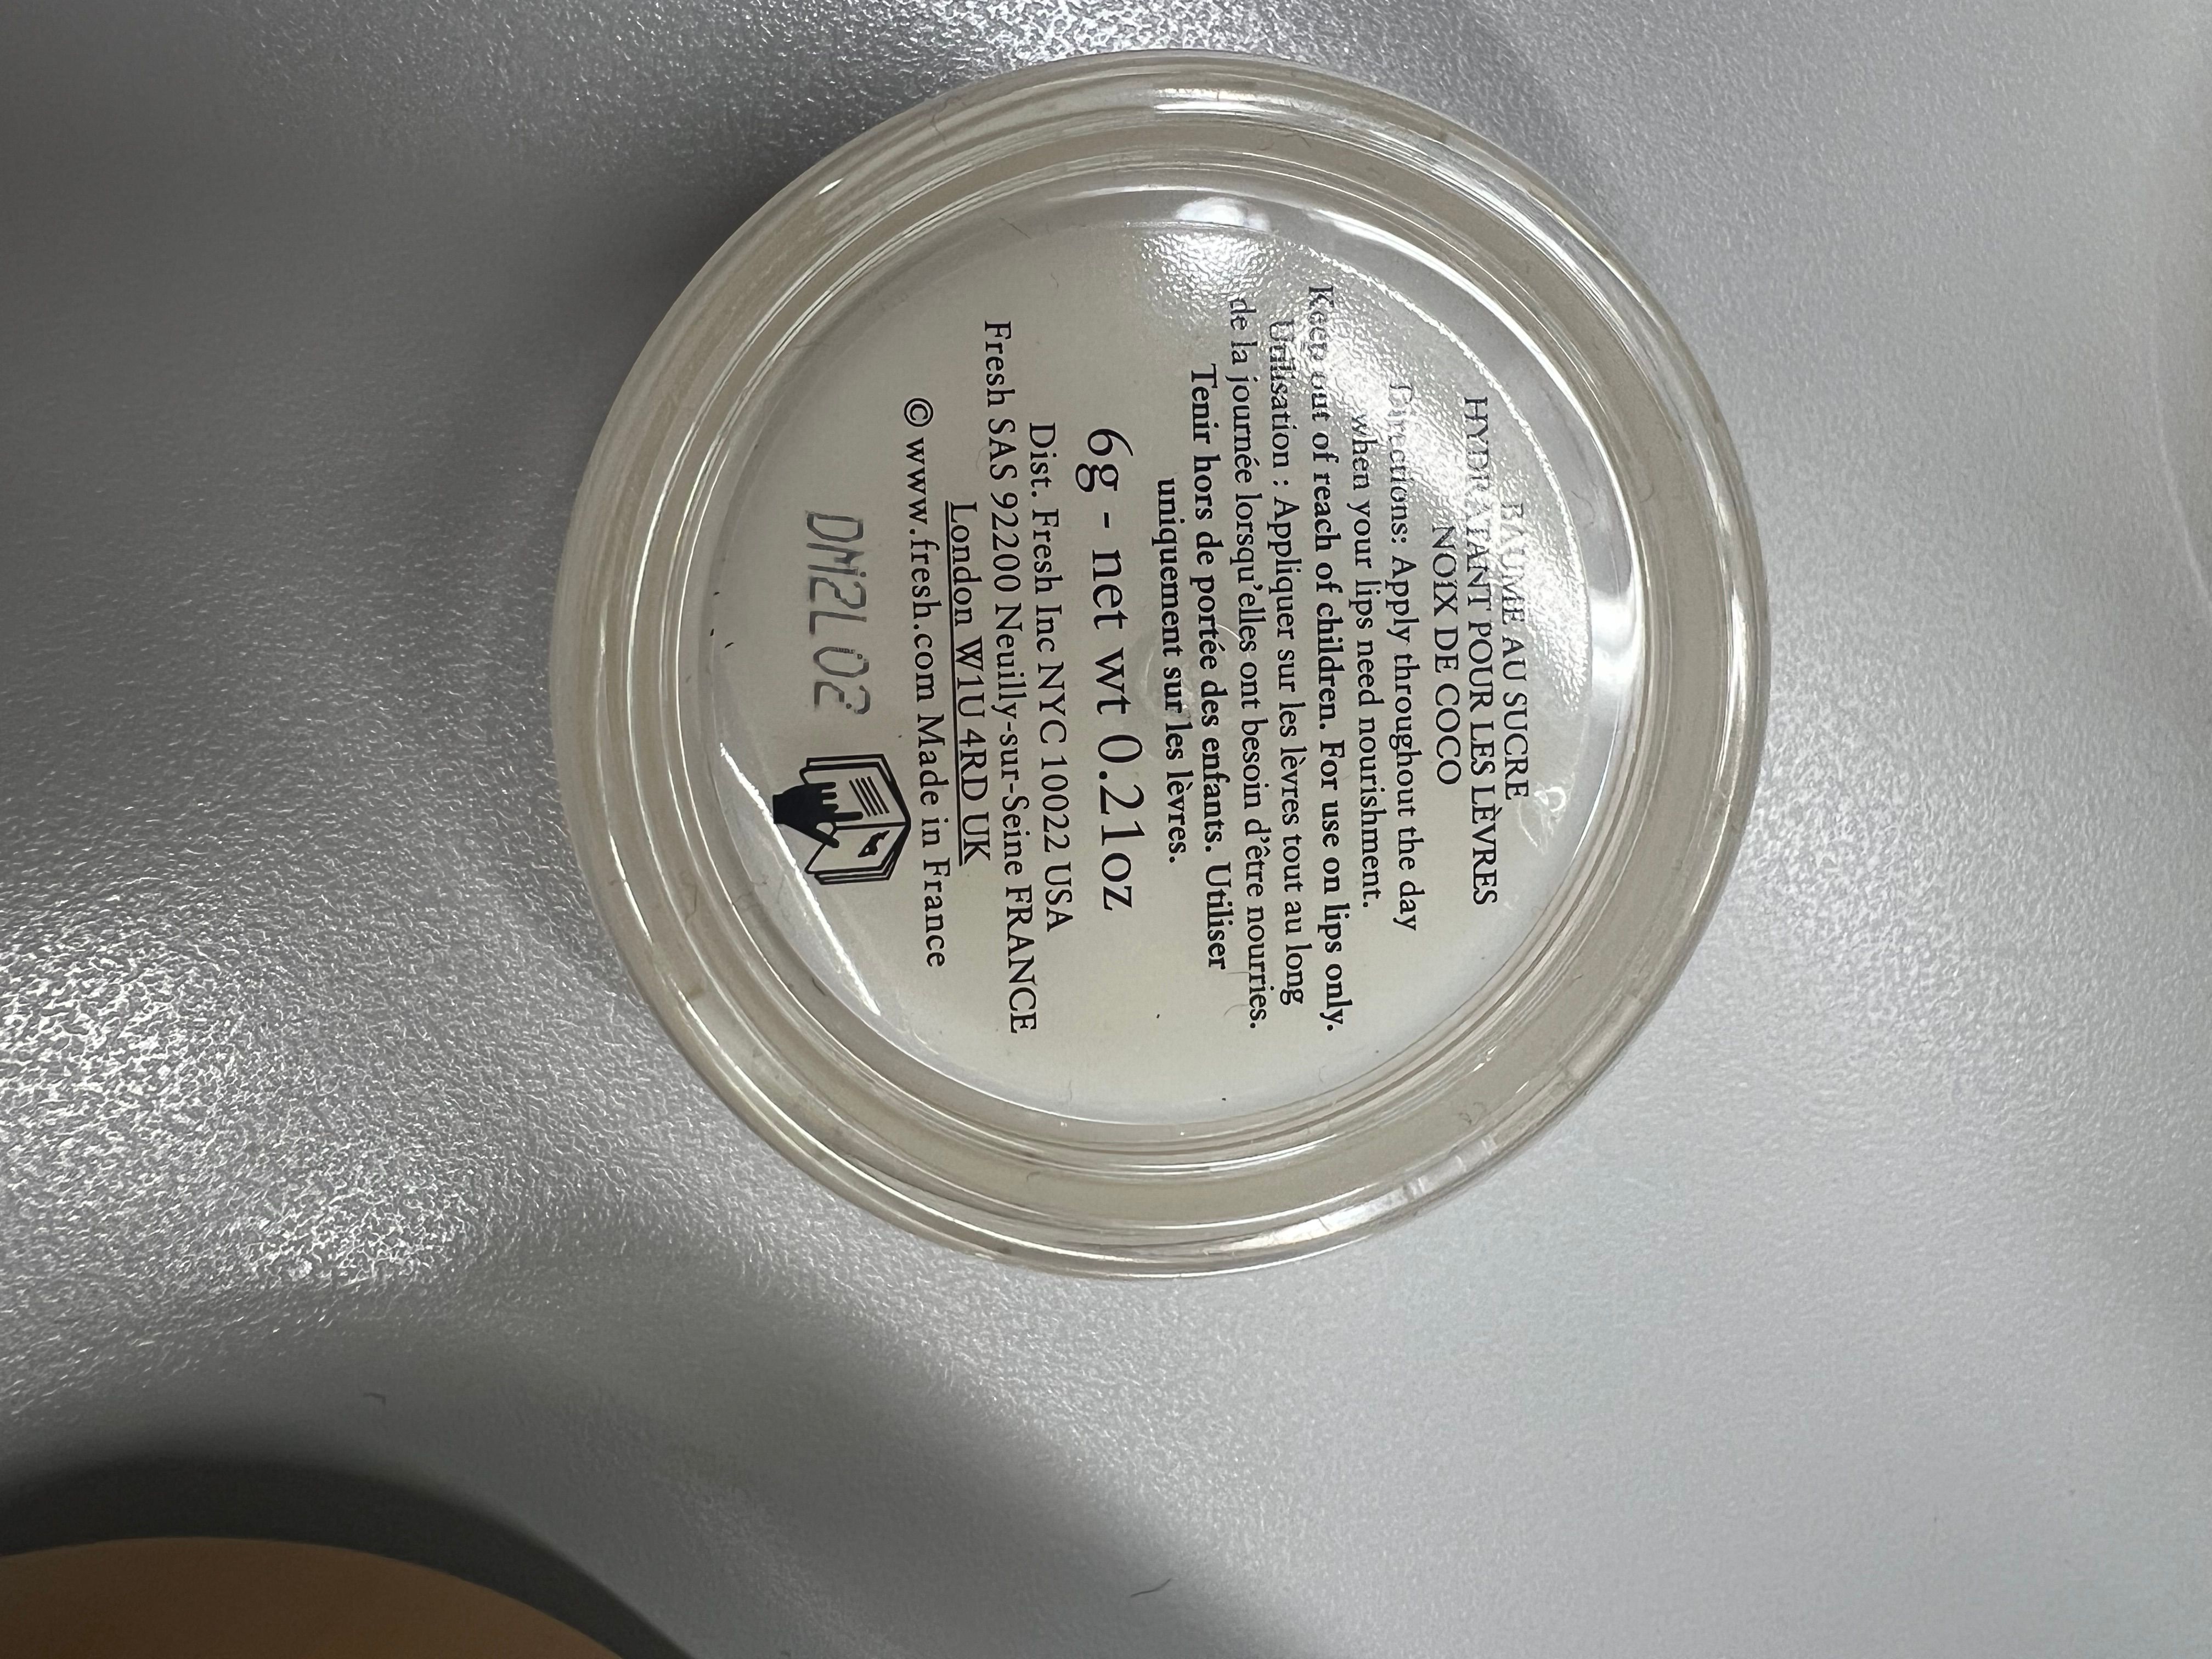 BAUME AU SUCRE
HYDRATANT POUR LES LÈVRES
NOIX DE COCO
Directions: Apply throughout the day
when your lips need nourishment.
Keep out of reach of children. For use on lips only.
Utilisation : Appliquer sur les lèvres tout au long
de la journée lorsqu'elles ont besoin d'être nourries.
Tenir hors de portée des enfants. Utiliser
uniquement sur les lèvres.
6g - net wt 0.21oz
Dist. Fresh Inc NYC 10022 USA
Fresh SAS 92200 Neuilly-sur-Seine FRANCE
London W1U 4RD UK
© www.fresh.com Made in France
DM2L02